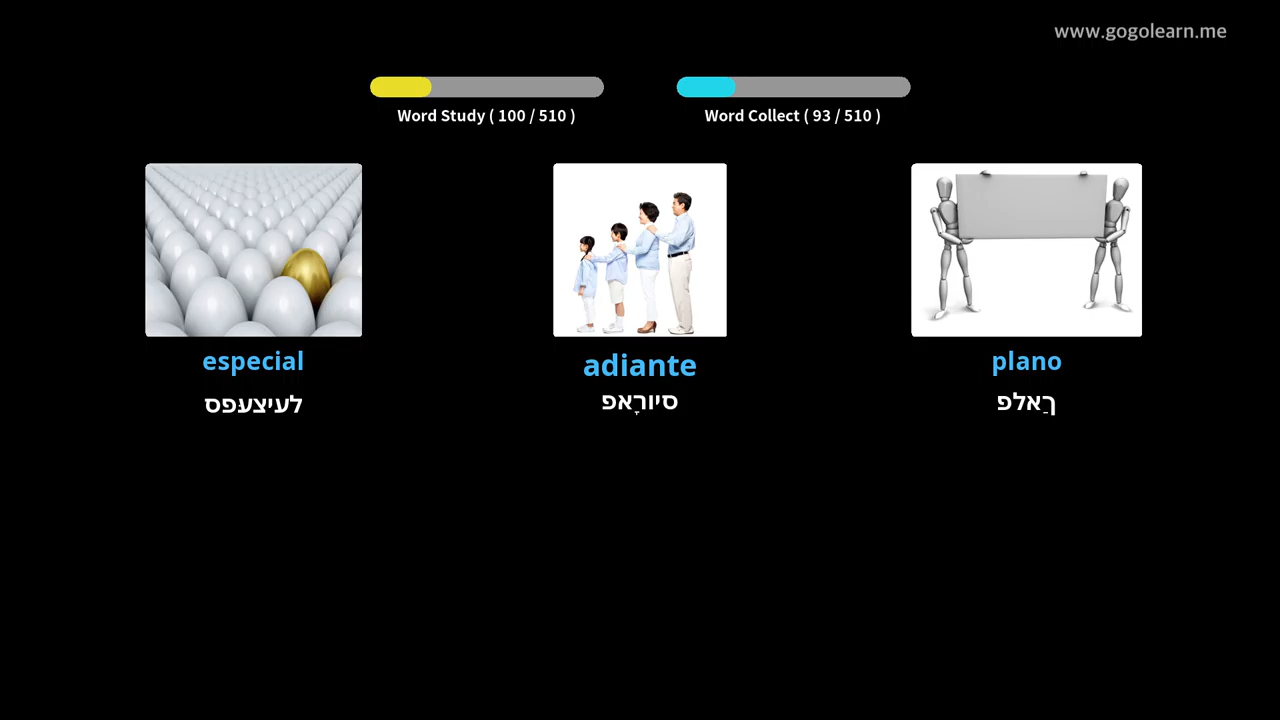 www.gogolearn.me
Word Study ( 100 / 510 )
Word Collect ( 93 / 510 )
especial
adiante
plano
לעיצעפס
סיורָאפ
ךַאלפ